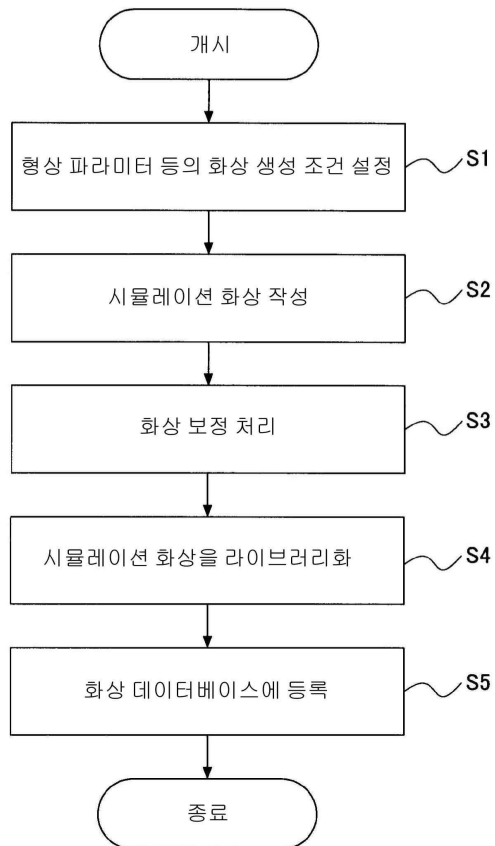 개시
형상 파라미터 등의 화상 생성 조건 설정 S1
시뮬레이션 화상 작성 S2
화상 보정 처리 S3
시뮬레이션 화상을 라이브러리화 S4
화상 데이터베이스에 등록 S5
종료